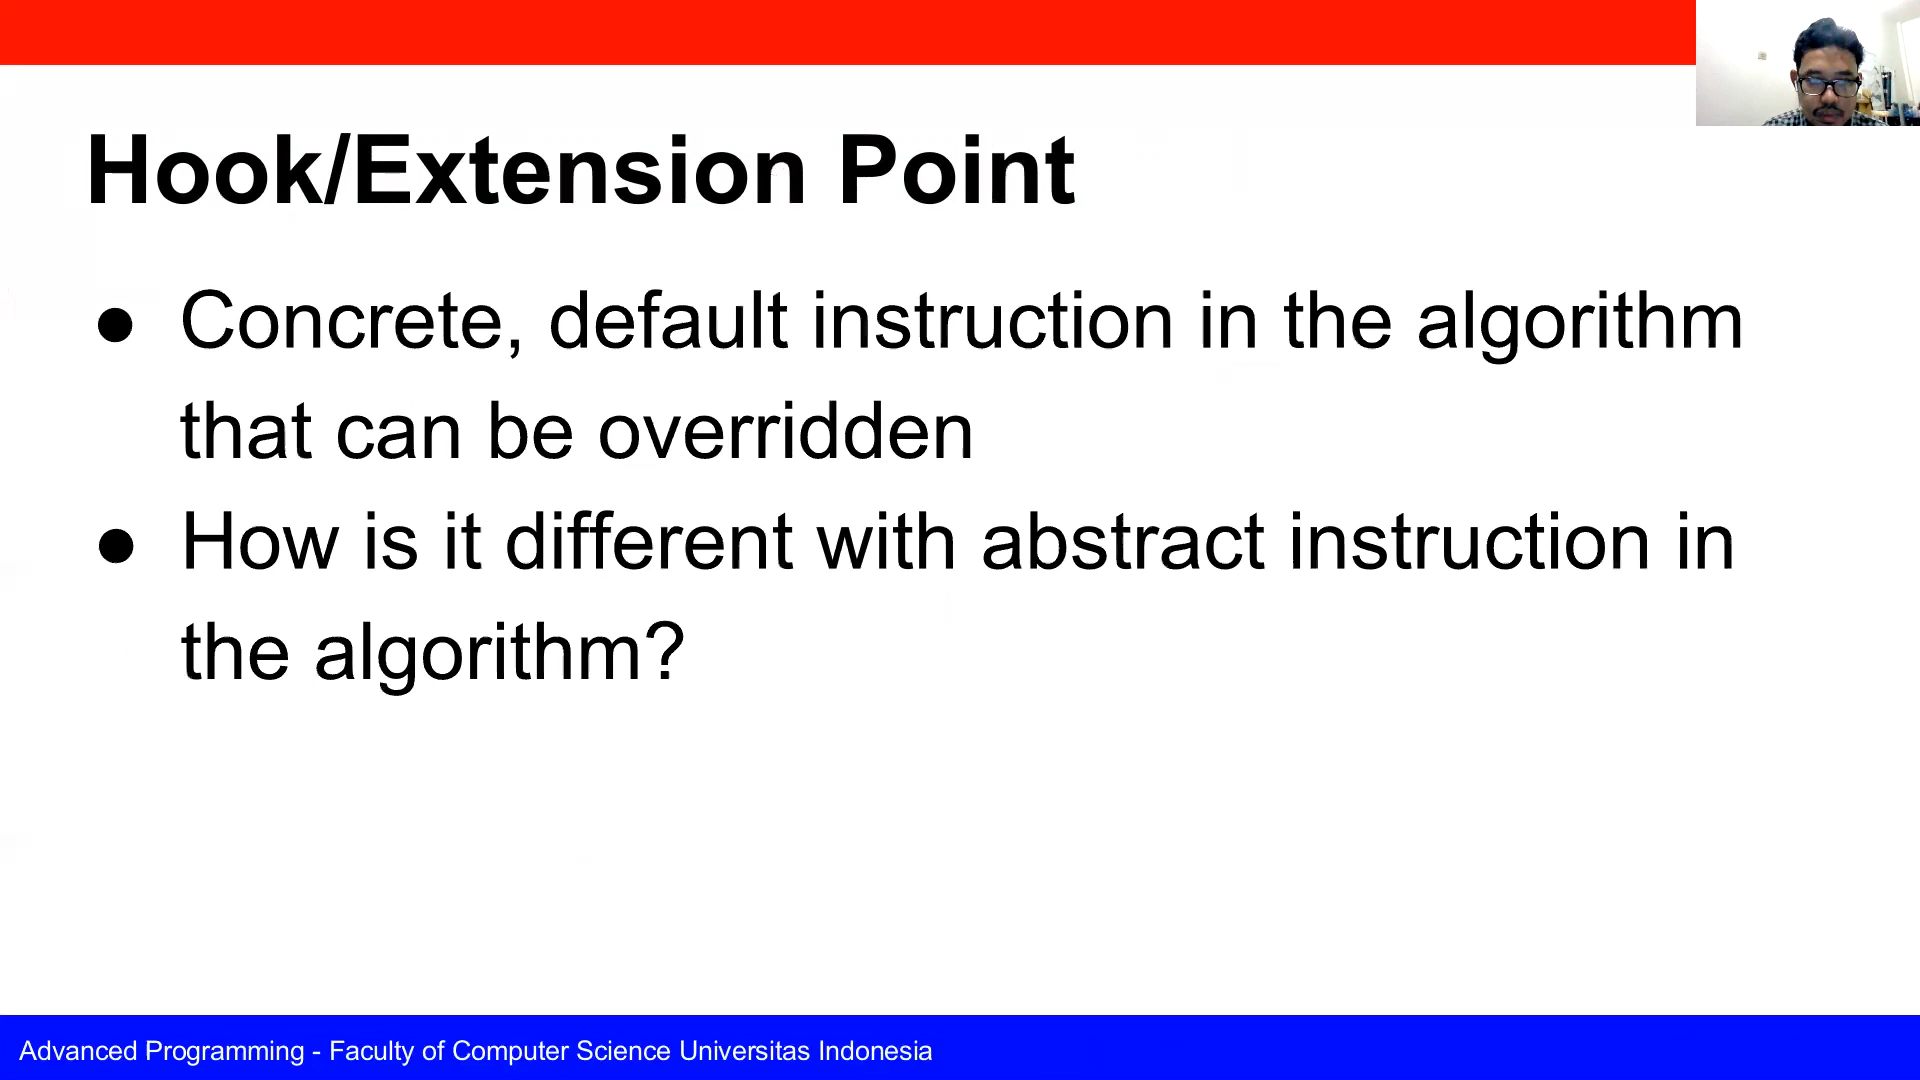 Hook/Extension Point
● Concrete, default instruction in the algorithm
that can be overridden
● How is it different with abstract instruction in
the algorithm?
Advanced Programming - Faculty of Computer Science Universitas Indonesia